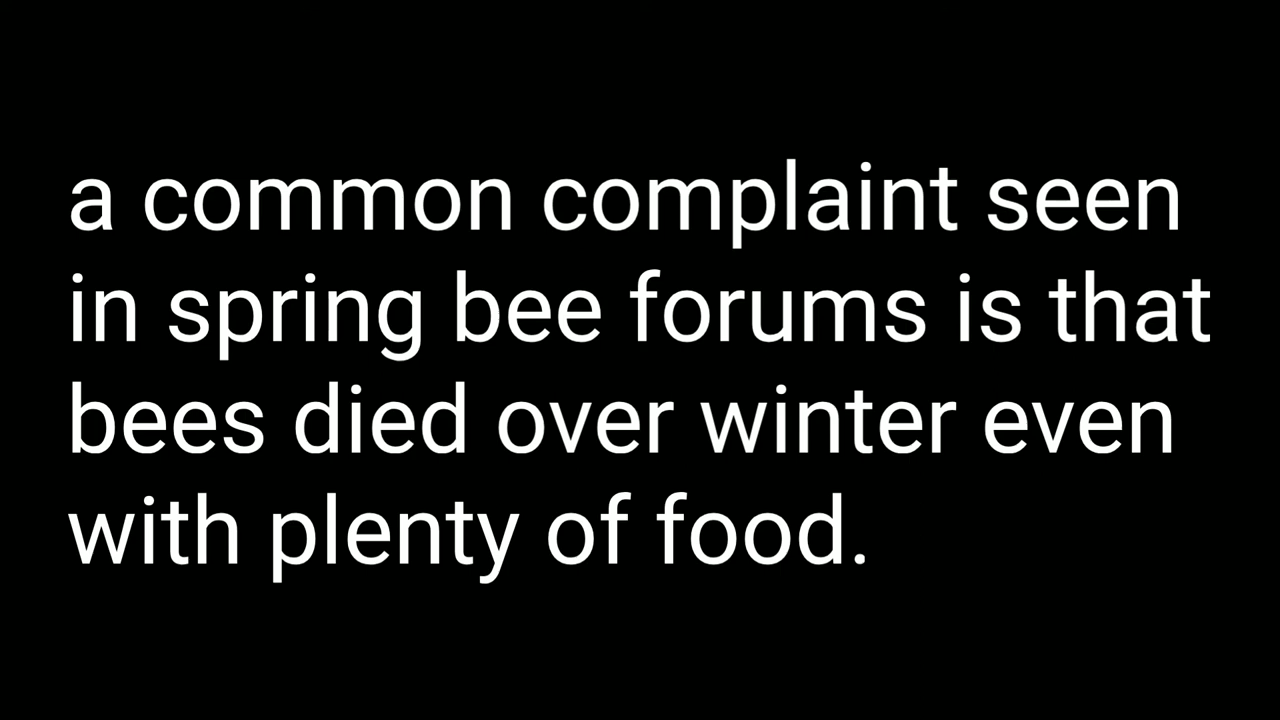 a common complaint seen
in spring bee forums is that
bees died over winter even
with plenty of food.